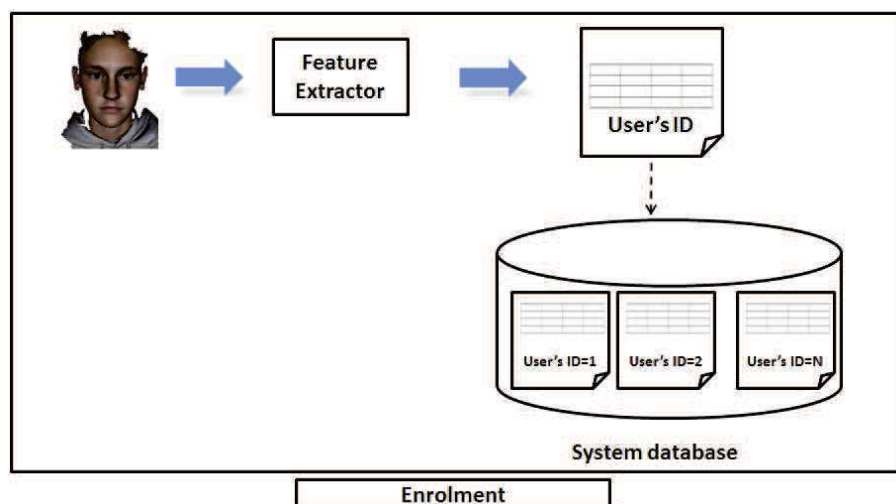 Feature
Extractor
User's ID
User's ID=1
User's ID=2
User's ID=N
System database
Enrolment